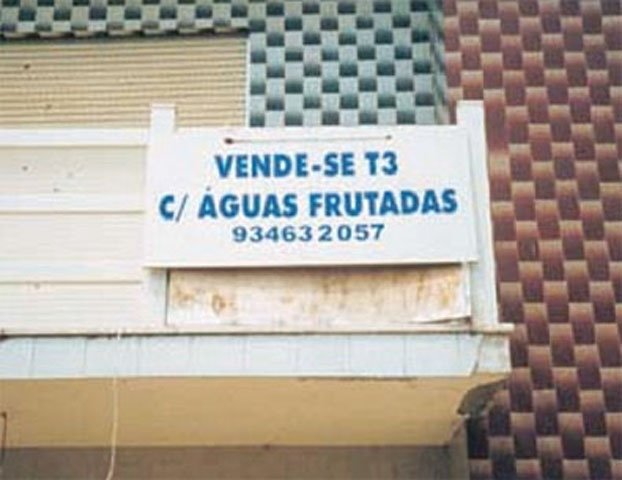 VENDE-SE T3
C/ ÁGUAS FRUTADAS
934632057